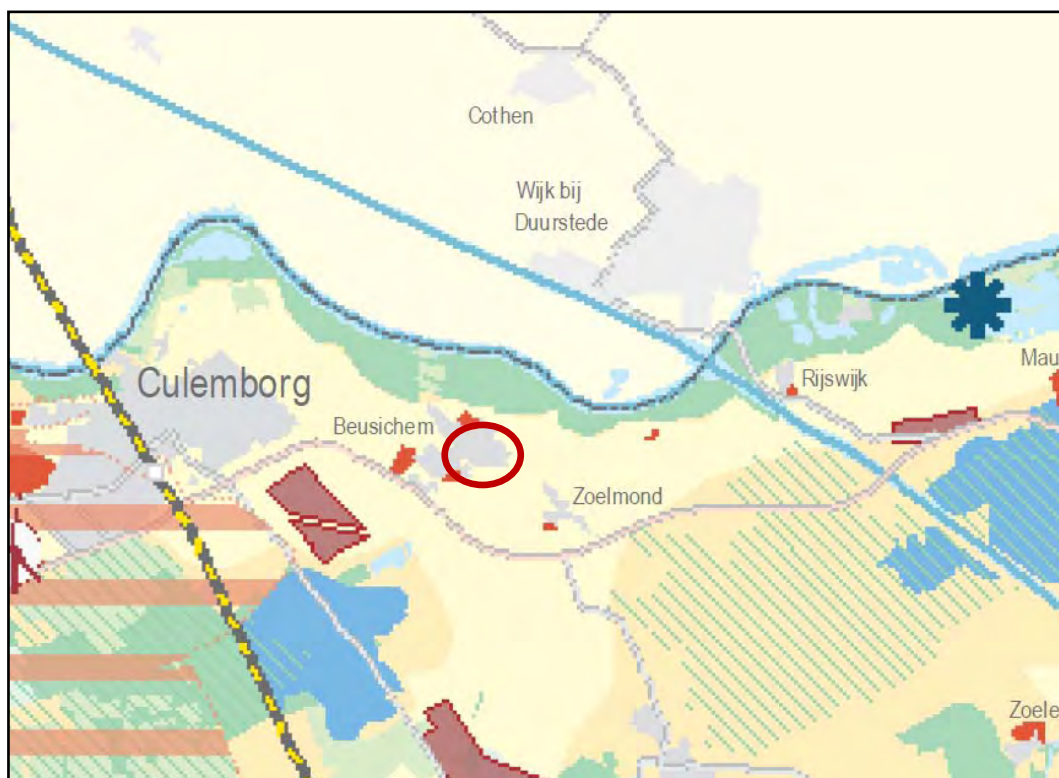 Cothen
Wijk bij
Duurstede
Culemborg
Beusichem
Rijswijk
Mau
Zoelmond
Zoele